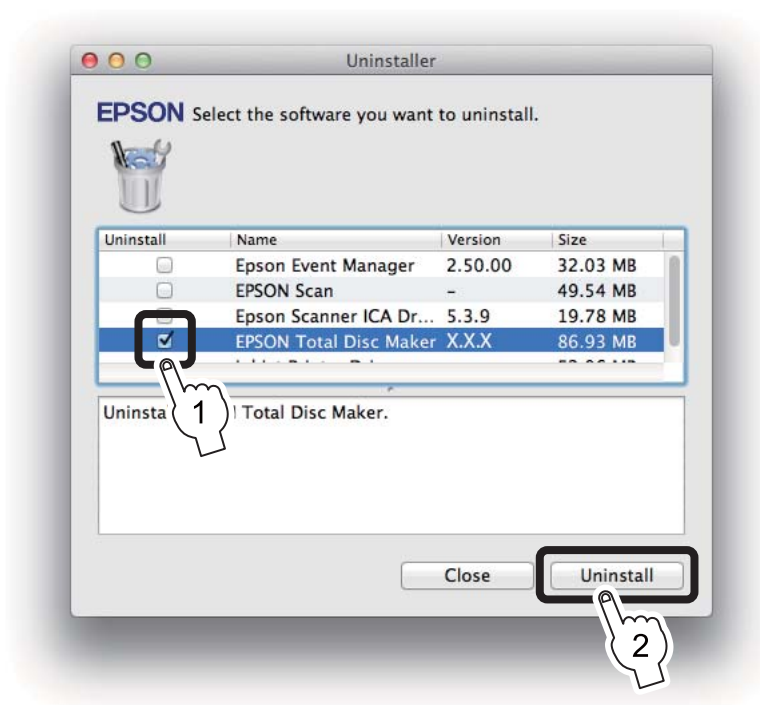 Uninstaller
EPSON Select the software you want to uninstall.
Uninstall Name Version Size
Epson Event Manager 2.50.00 32.03 MB
EPSON Scan – 49.54 MB
Epson Scanner ICA Dr... 5.3.9 19.78 MB
EPSON Total Disc Maker X.X.X 86.93 MB
1
Total Disc Maker.
Close Uninstall
2